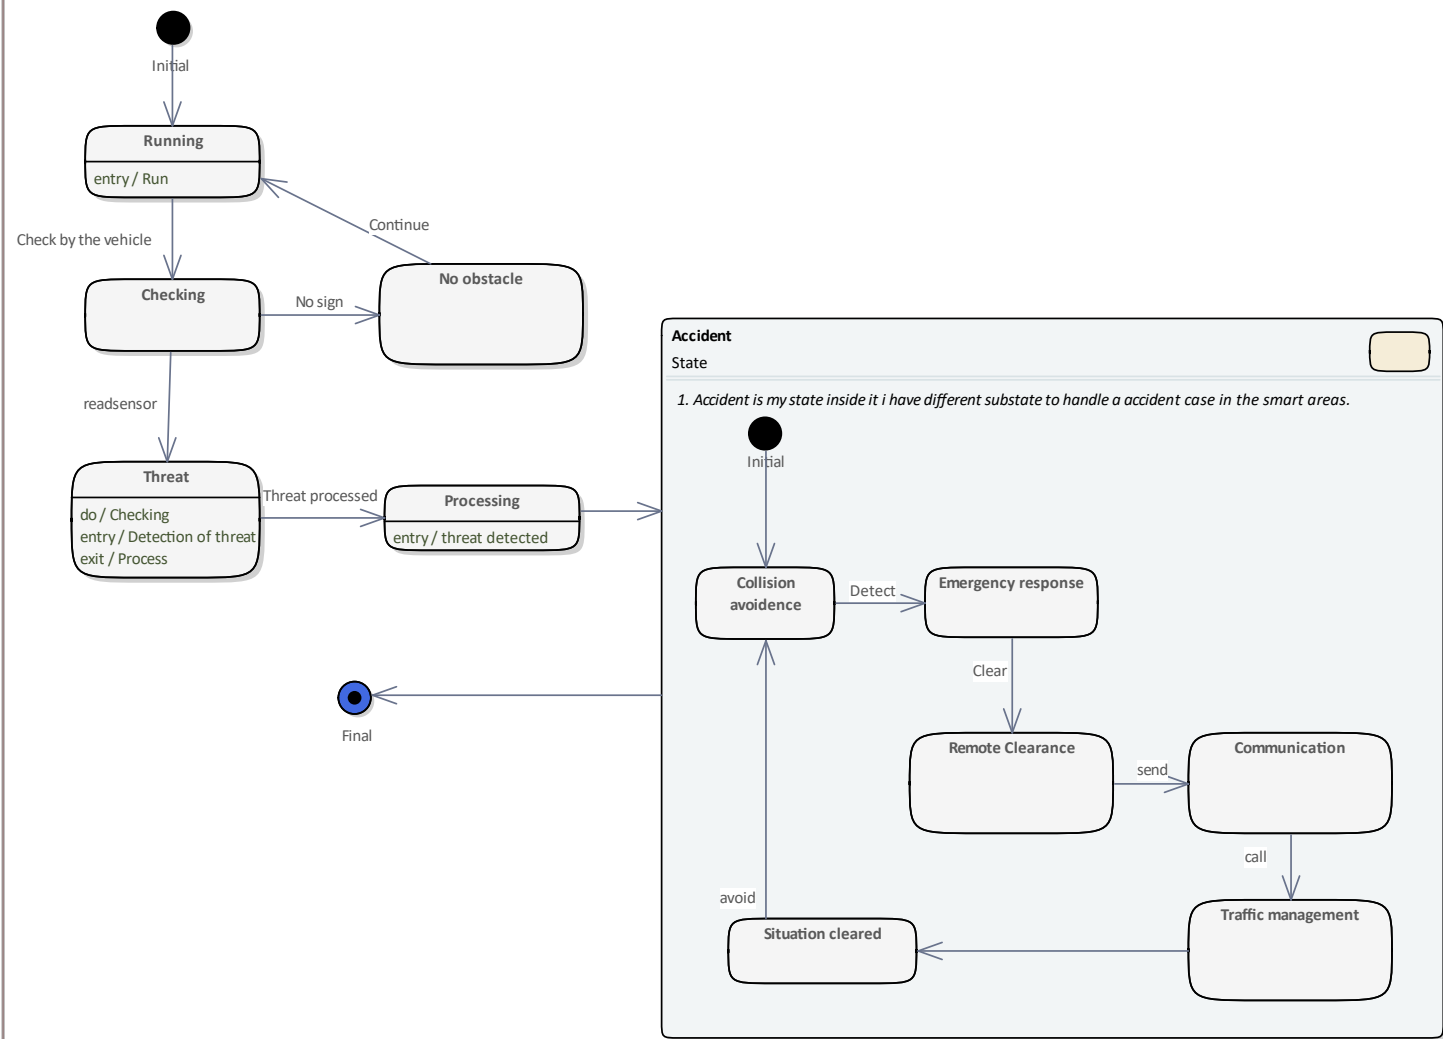 Initial
Running
entry / Run
Check by the vehicle
Continue
Checking
No sign
No obstacle
readsensor
Threat
do / Checking
entry / Detection of threat
exit / Process
Threat processed
Processing
entry / threat detected
Final
Accident
State
1. Accident is my state inside it i have different substate to handle a accident case in the smart areas.
Initial
Collision
avoidence
Detect
Emergency response
Clear
Remote Clearance
send
Communication
call
Traffic management
Situation cleared
avoid